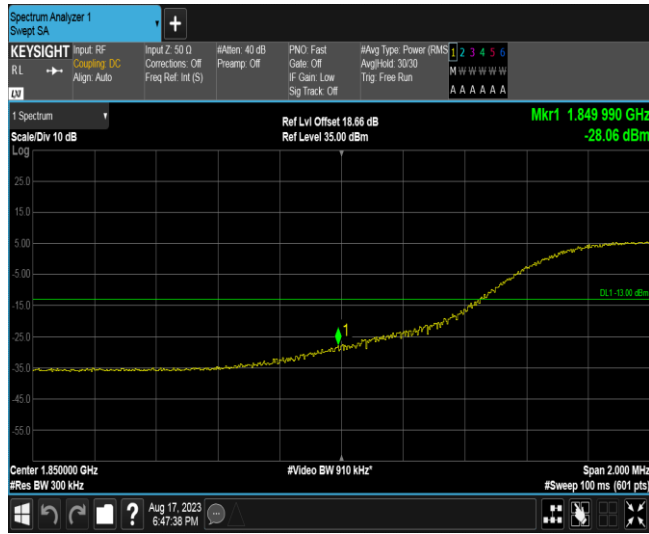 Spectrum Analyzer 1
Swept SA
+
KEYSIGHT
RL
LXI
Input: RF
Coupling: DC
Align: Auto
Input Z: 50 Ω
Corrections: Off
Freq Ref: Int (S)
#Atten: 40 dB
Preamp: Off
PNO: Fast
Gate: Off
IF Gain: Low
Sig Track: Off
#Avg Type: Power (RMS
Avg|Hold: 30/30
Trig: Free Run
1 2 3 4 5 6
M W W W W W
A A A A A A
1 Spectrum
Scale/Div 10 dB
Log
Ref Lvl Offset 18.66 dB
Ref Level 35.00 dBm
Mkr1 1.849 990 GHz
-28.06 dBm
25.0
15.0
5.00
-5.00
-15.0
-25.0
-35.0
-45.0
-55.0
1
DL1 -13.00 dBm
Center 1.850000 GHz
#Res BW 300 kHz
#Video BW 910 kHz*
Span 2.000 MHz
#Sweep 100 ms (601 pts)
?
Aug 17, 2023
6:47:38 PM